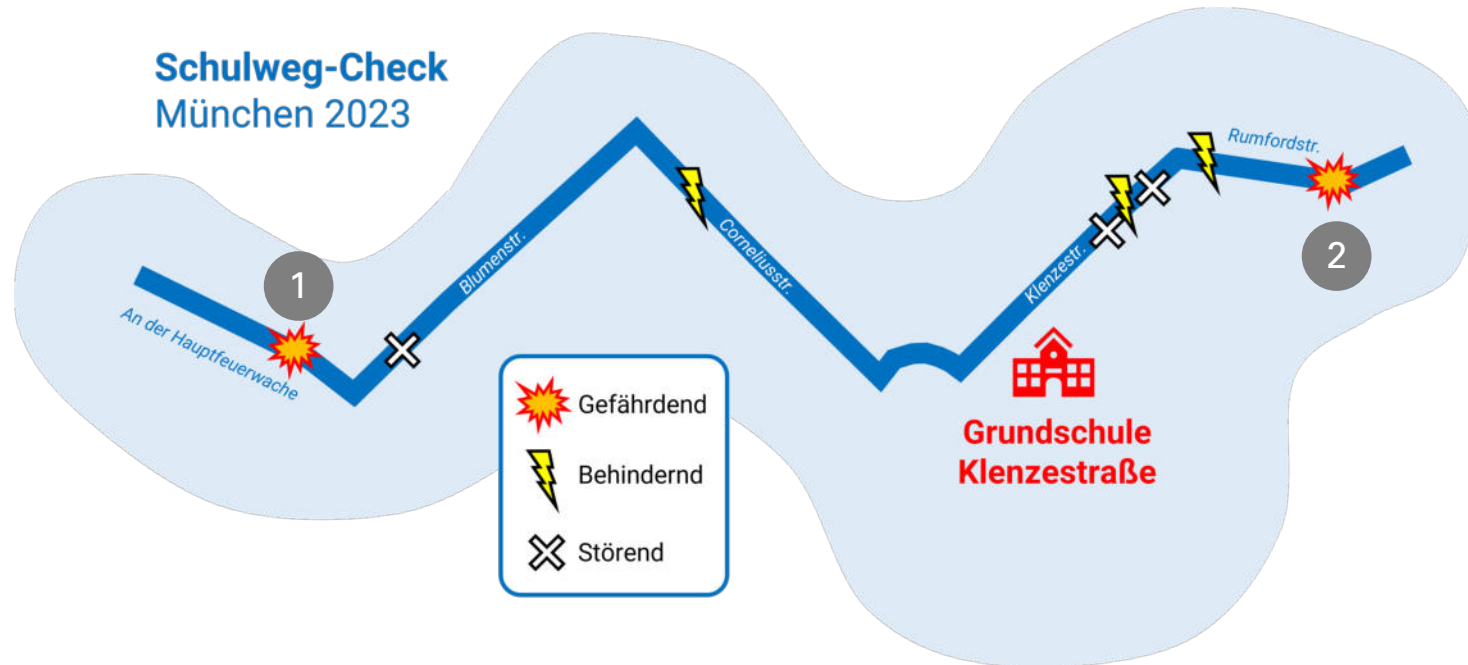 Schulweg-Check
München 2023
Rumfordstr.
Blumenstr.
Corneliusstr.
Klenzestr.
1
2
An der Hauptfeuerwache
Gefährdend
Behindernd
Störend
Grundschule
Klenzestraße